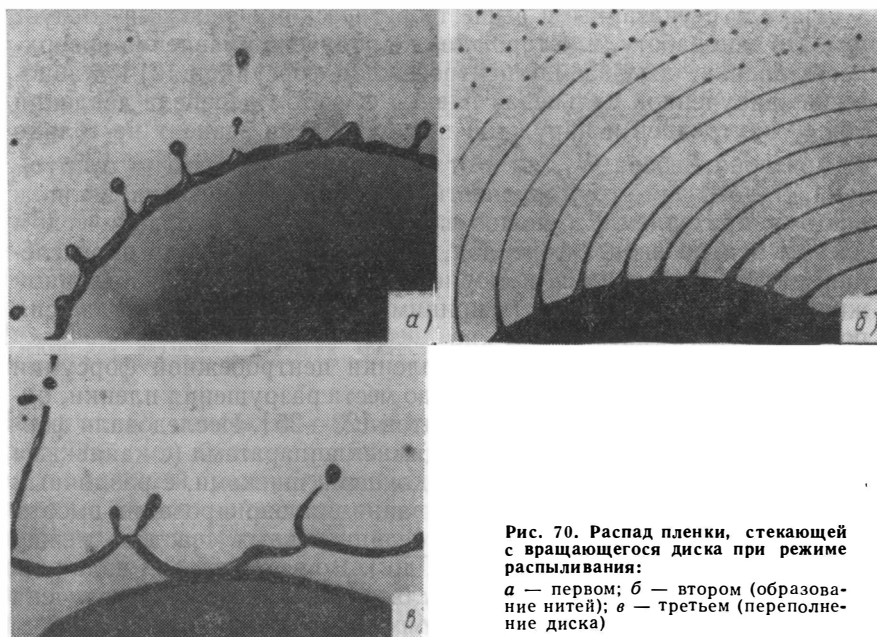 а)
б)
в)
Рис. 70. Распад пленки, стекающей
с вращающегося диска при режиме
распыливания:
а — первом; б — втором (образова-
ние нитей); в — третьем (переполне-
ние диска)